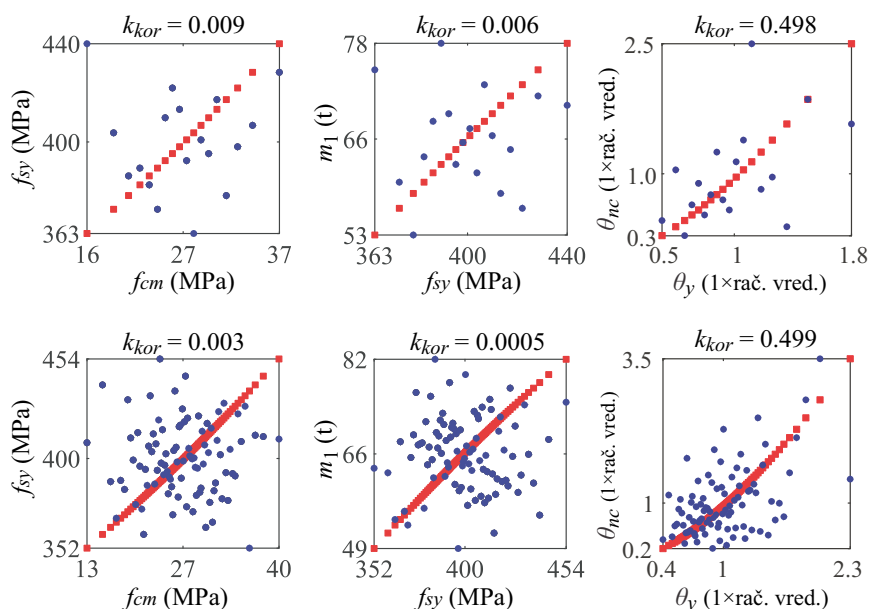 k_kor = 0.009 k_kor = 0.006 k_kor = 0.498
440 78 2.5
f_sy (MPa) 400 m_1 (t) 66 θ_nc (1×rač. vred.) 1.0
363 53 0.3
16 27 37 363 400 440 0.5 1 1.8
f_cm (MPa) f_sy (MPa) θ_y (1×rač. vred.)
k_kor = 0.003 k_kor = 0.0005 k_kor = 0.499
454 82 3.5
f_sy (MPa) 400 m_1 (t) 66 θ_nc (1×rač. vred.) 1
352 49 0.2
13 27 40 352 400 454 0.4 1 2.3
f_cm (MPa) f_sy (MPa) θ_y (1×rač. vred.)